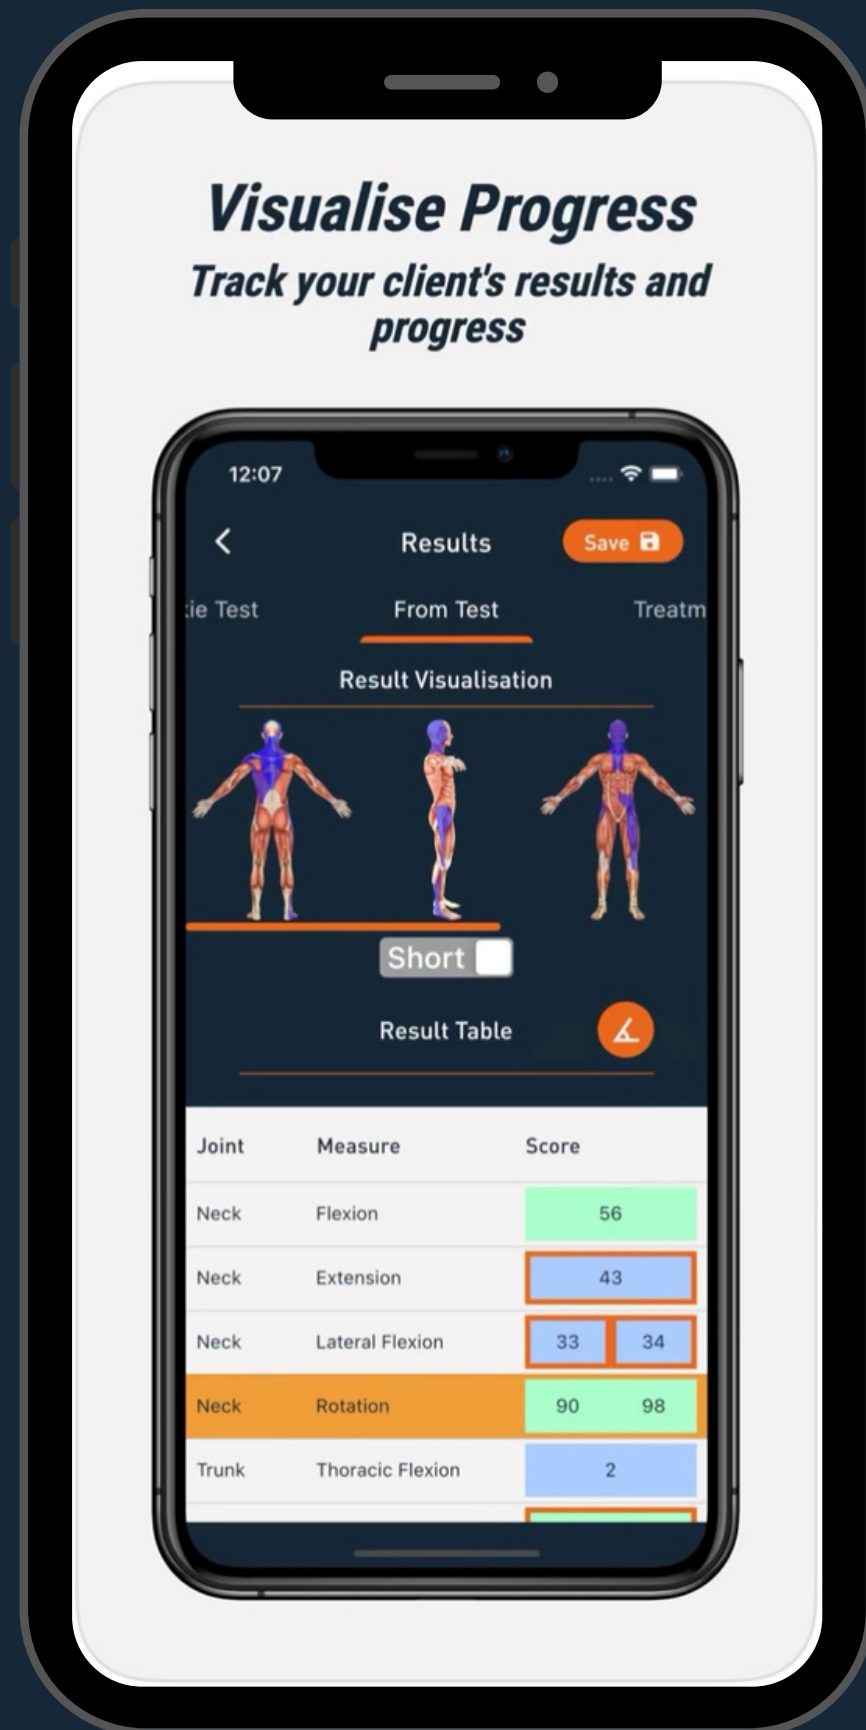 Visualise Progress
Track your client's results and
progress
12:07
Results
Save
kie Test
From Test
Treatm
Result Visualisation
Short
Result Table
Joint Measure Score
Neck Flexion 56
Neck Extension 43
Neck Lateral Flexion 33 34
Neck Rotation 90 98
Trunk Thoracic Flexion 2